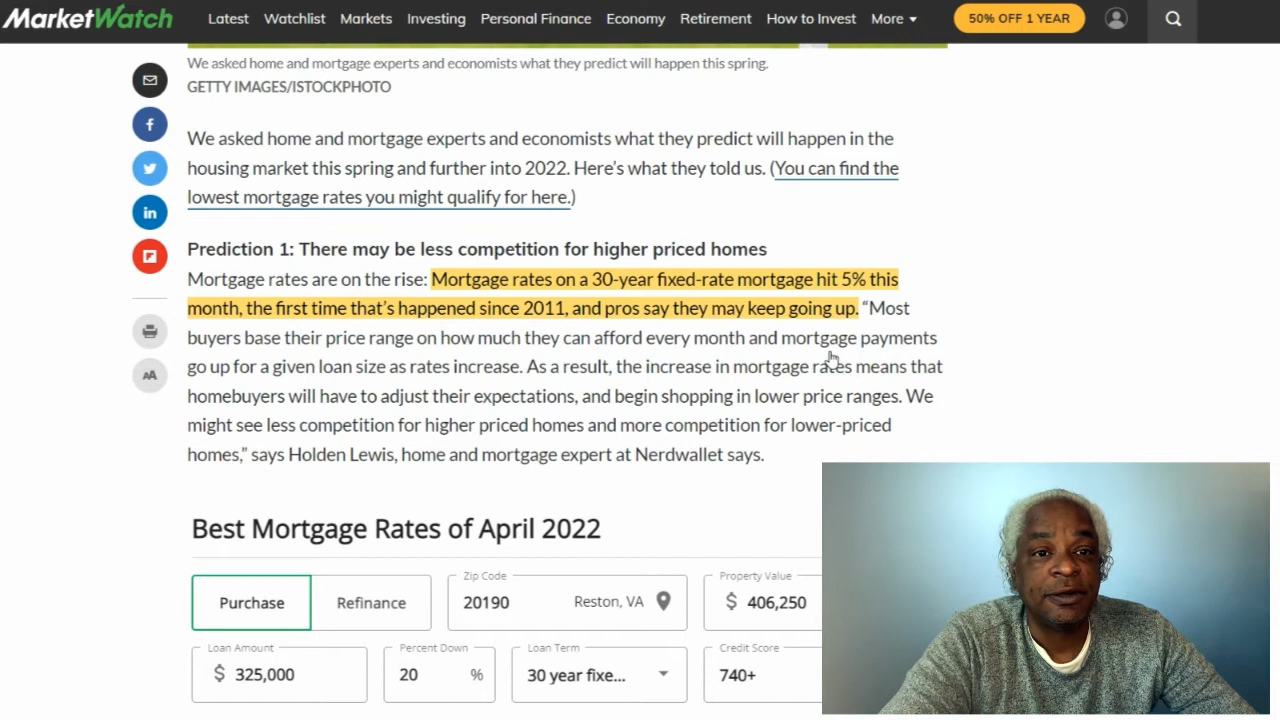 MarketWatch Latest Watchlist Markets Investing Personal Finance Economy Retirement How to Invest More 50% OFF 1 YEAR
We asked home and mortgage experts and economists what they predict will happen this spring.
GETTY IMAGES/ISTOCKPHOTO
We asked home and mortgage experts and economists what they predict will happen in the
housing market this spring and further into 2022. Here's what they told us. (You can find the
lowest mortgage rates you might qualify for here.)
Prediction 1: There may be less competition for higher priced homes
Mortgage rates are on the rise: Mortgage rates on a 30-year fixed-rate mortgage hit 5% this
month, the first time that's happened since 2011, and pros say they may keep going up. “Most
buyers base their price range on how much they can afford every month and mortgage payments
go up for a given loan size as rates increase. As a result, the increase in mortgage rates means that
homebuyers will have to adjust their expectations, and begin shopping in lower price ranges. We
might see less competition for higher priced homes and more competition for lower-priced
homes,” says Holden Lewis, home and mortgage expert at Nerdwallet says.
AA
Best Mortgage Rates of April 2022
Zip Code Property Value
Purchase Refinance 20190 Reston, VA $ 406,250
Loan Amount Percent Down Loan Term Credit Score
$ 325,000 20 % 30 year fixe... 740+